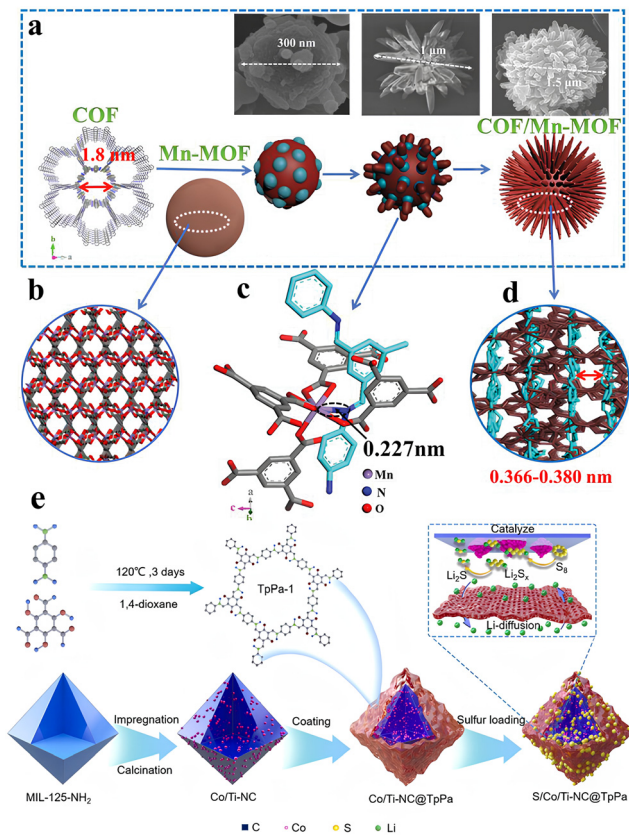 a
300 nm
1 μm
1.5 μm
COF
1.8 nm
Mn-MOF
COF/Mn-MOF
b
a
b
c
d
0.227nm
Mn
N
O
a
c
b
0.366-0.380 nm
e
120℃ ,3 days
1,4-dioxane
TpPa-1
Catalyze
Li₂S
Li₂Sₓ
S₈
Li-diffusion
Impregnation
Calcination
Coating
Sulfur loading
MIL-125-NH₂
Co/Ti-NC
Co/Ti-NC@TpPa
S/Co/Ti-NC@TpPa
C
Co
S
Li